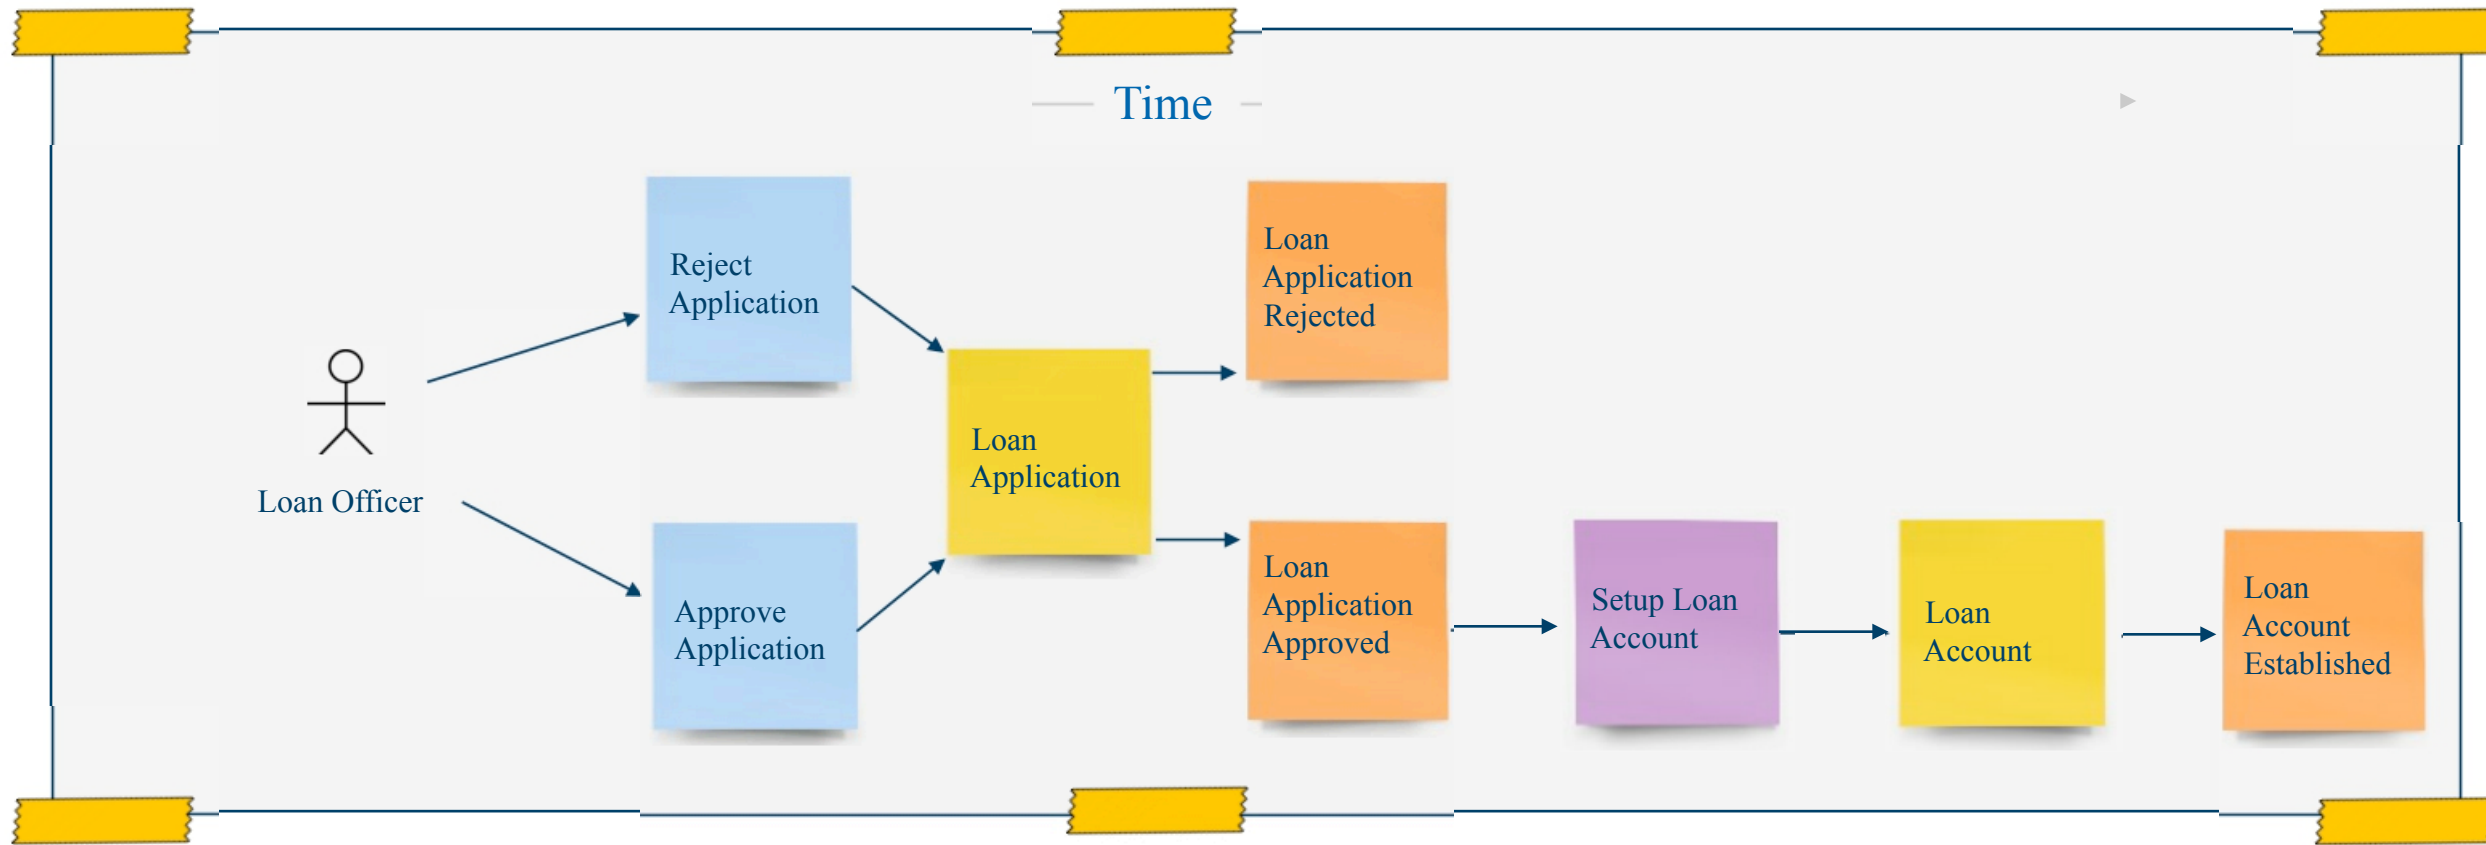 Time
Loan Officer
Reject
Application
Approve
Application
Loan
Application
Loan
Application
Rejected
Loan
Application
Approved
Setup Loan
Account
Loan
Account
Loan
Account
Established